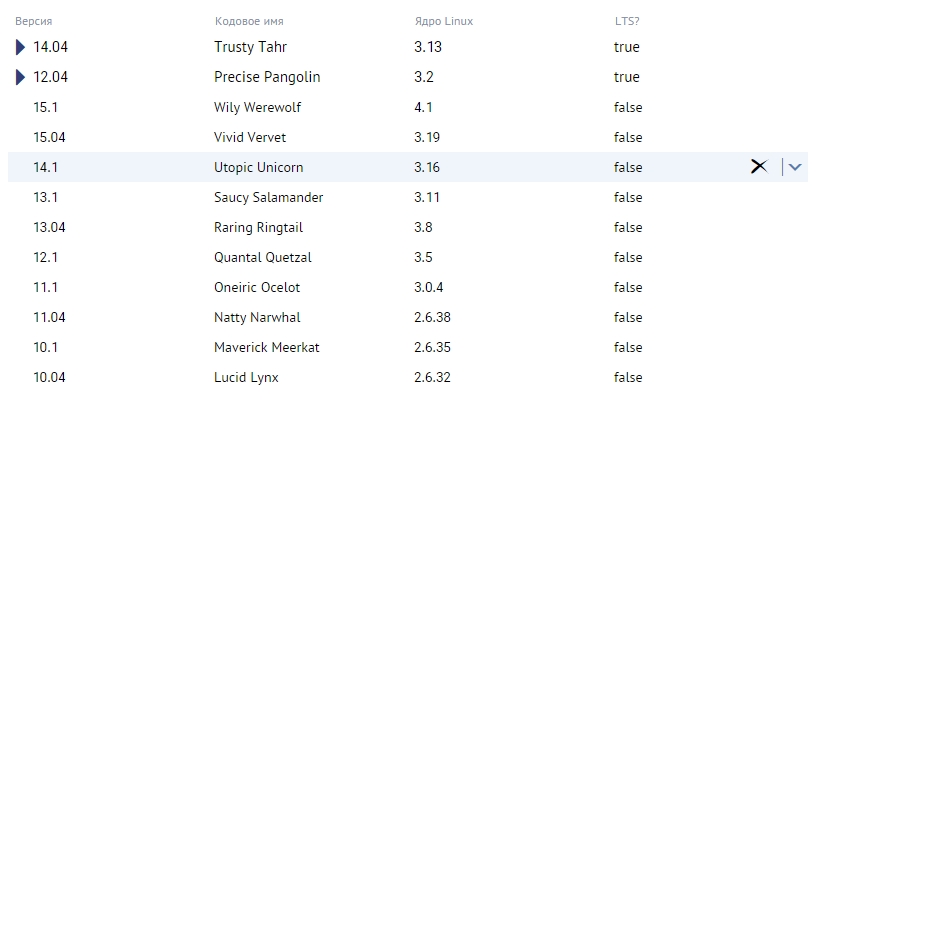 Версия Кодовое имя Ядро Linux LTS?
14.04 Trusty Tahr 3.13 true
12.04 Precise Pangolin 3.2 true
15.1 Wily Werewolf 4.1 false
15.04 Vivid Vervet 3.19 false
14.1 Utopic Unicorn 3.16 false
13.1 Saucy Salamander 3.11 false
13.04 Raring Ringtail 3.8 false
12.1 Quantal Quetzal 3.5 false
11.1 Oneiric Ocelot 3.0.4 false
11.04 Natty Narwhal 2.6.38 false
10.1 Maverick Meerkat 2.6.35 false
10.04 Lucid Lynx 2.6.32 false